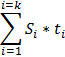 i=k
∑ Sᵢ * tᵢ
i=1